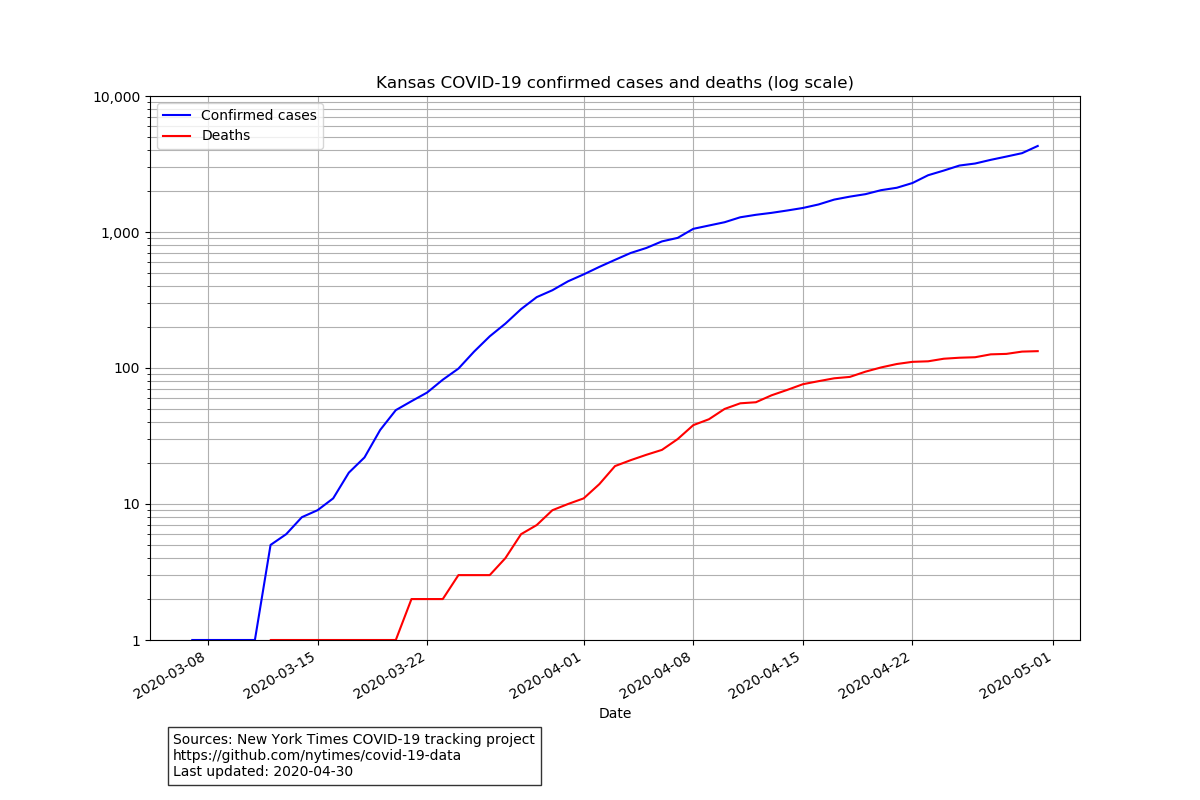 Kansas COVID-19 confirmed cases and deaths (log scale)
10,000
1,000
100
10
1
Confirmed cases
Deaths
2020-03-08
2020-03-15
2020-03-22
2020-04-01
2020-04-08
2020-04-15
2020-04-22
2020-05-01
Date
Sources: New York Times COVID-19 tracking project
https://github.com/nytimes/covid-19-data
Last updated: 2020-04-30